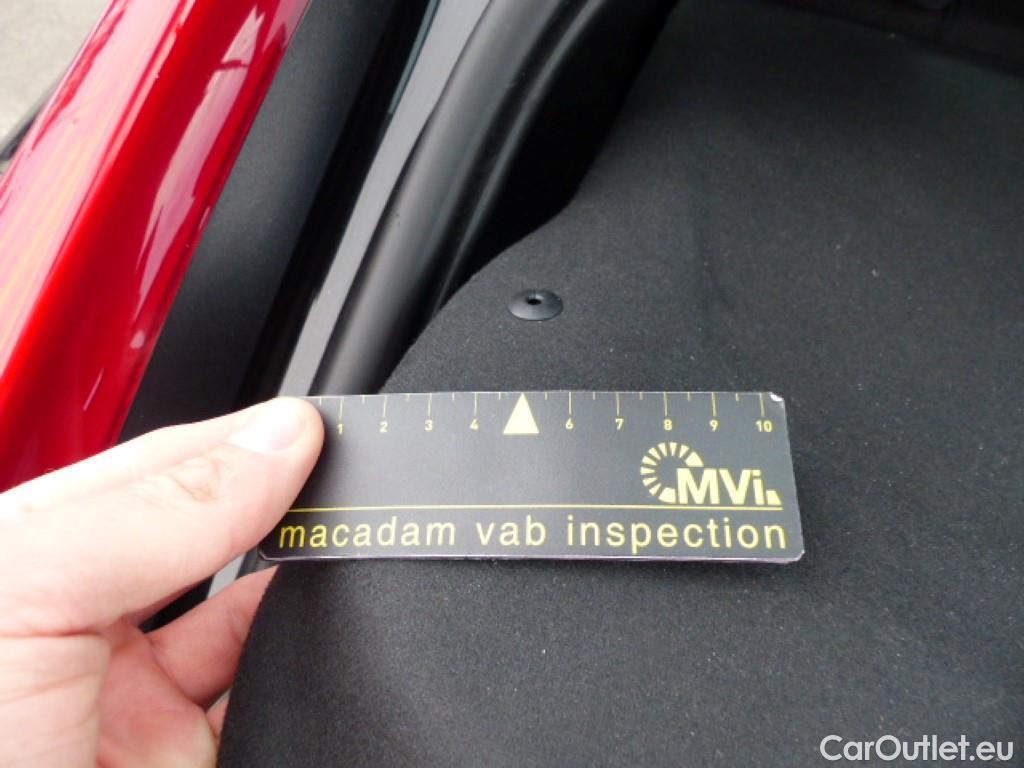 1 2 3 4 6 7 8 9 10
MVi
macadam vab inspection
CarOutlet.eu